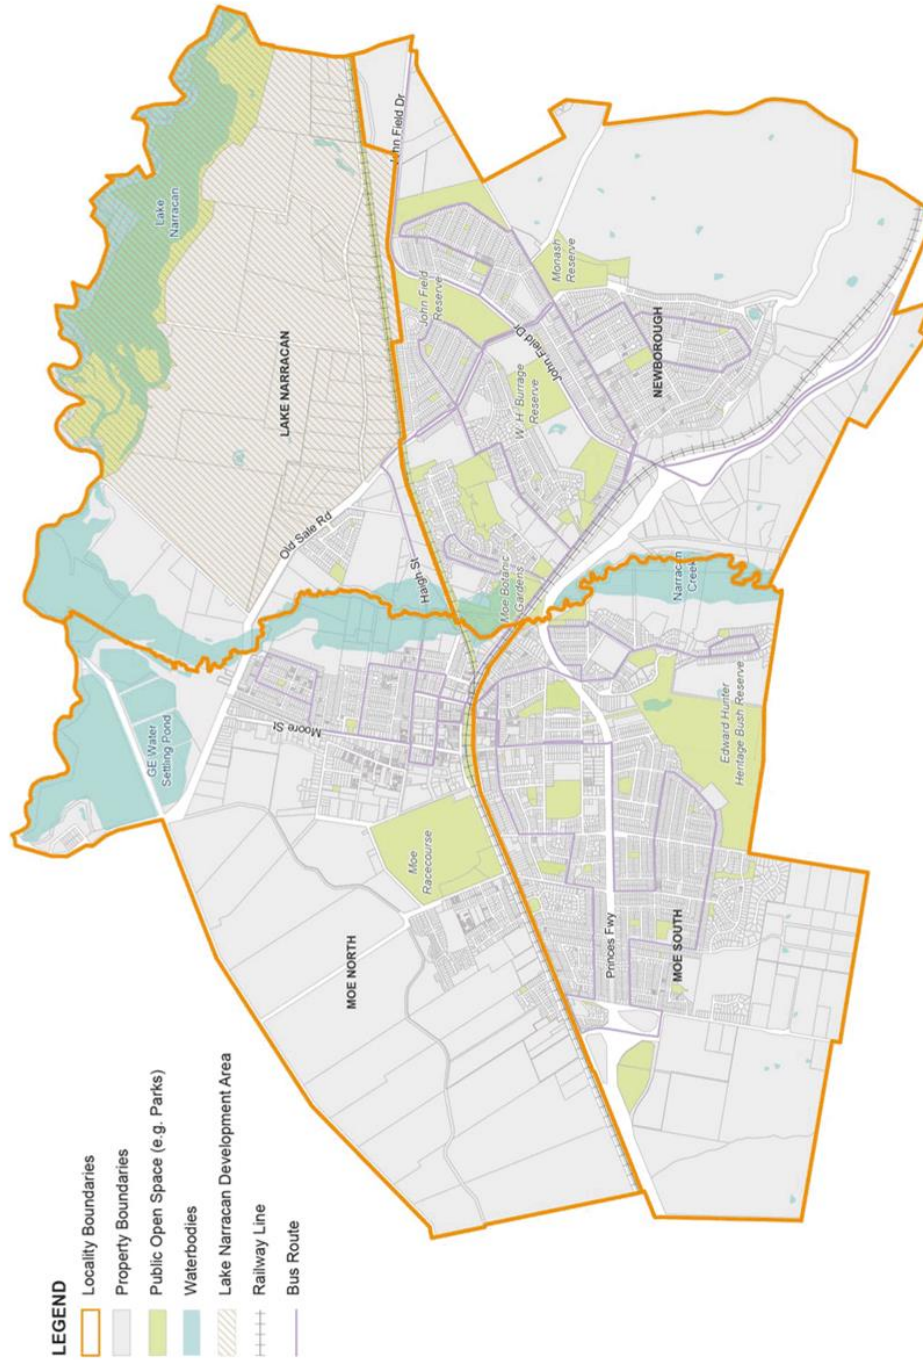 LEGEND
Locality Boundaries
Property Boundaries
Public Open Space (e.g. Parks)
Waterbodies
Lake Narracan Development Area
Railway Line
Bus Route
GE Water
Settling Pond
Moore St
MOE NORTH
Moe
Racecourse
Old Sale Rd
Haigh St
LAKE NARRACAN
Lake
Narracan
John Field Dr
John Field
Reserve
W. H. Burrage
Reserve
John Field Dr
Monash
Reserve
NEWBOROUGH
Moe Botanic
Gardens
Narracan
Creek
Edward Hunter
Heritage Bush Reserve
Princes Fwy
MOE SOUTH